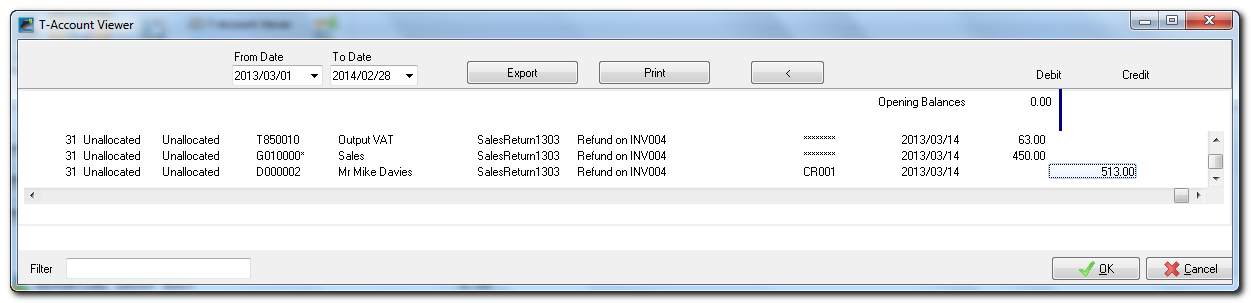 T-Account Viewer
From Date To Date
2013/03/01 2014/02/28 Export Print < Debit Credit
Opening Balances 0.00
31 Unallocated Unallocated T850010 Output VAT SalesReturn1303 Refund on INV004 ******** 2013/03/14 63.00
31 Unallocated Unallocated G010000* Sales SalesReturn1303 Refund on INV004 ******** 2013/03/14 450.00
31 Unallocated Unallocated D000002 Mr Mike Davies SalesReturn1303 Refund on INV004 CR001 2013/03/14 513.00
Filter OK Cancel